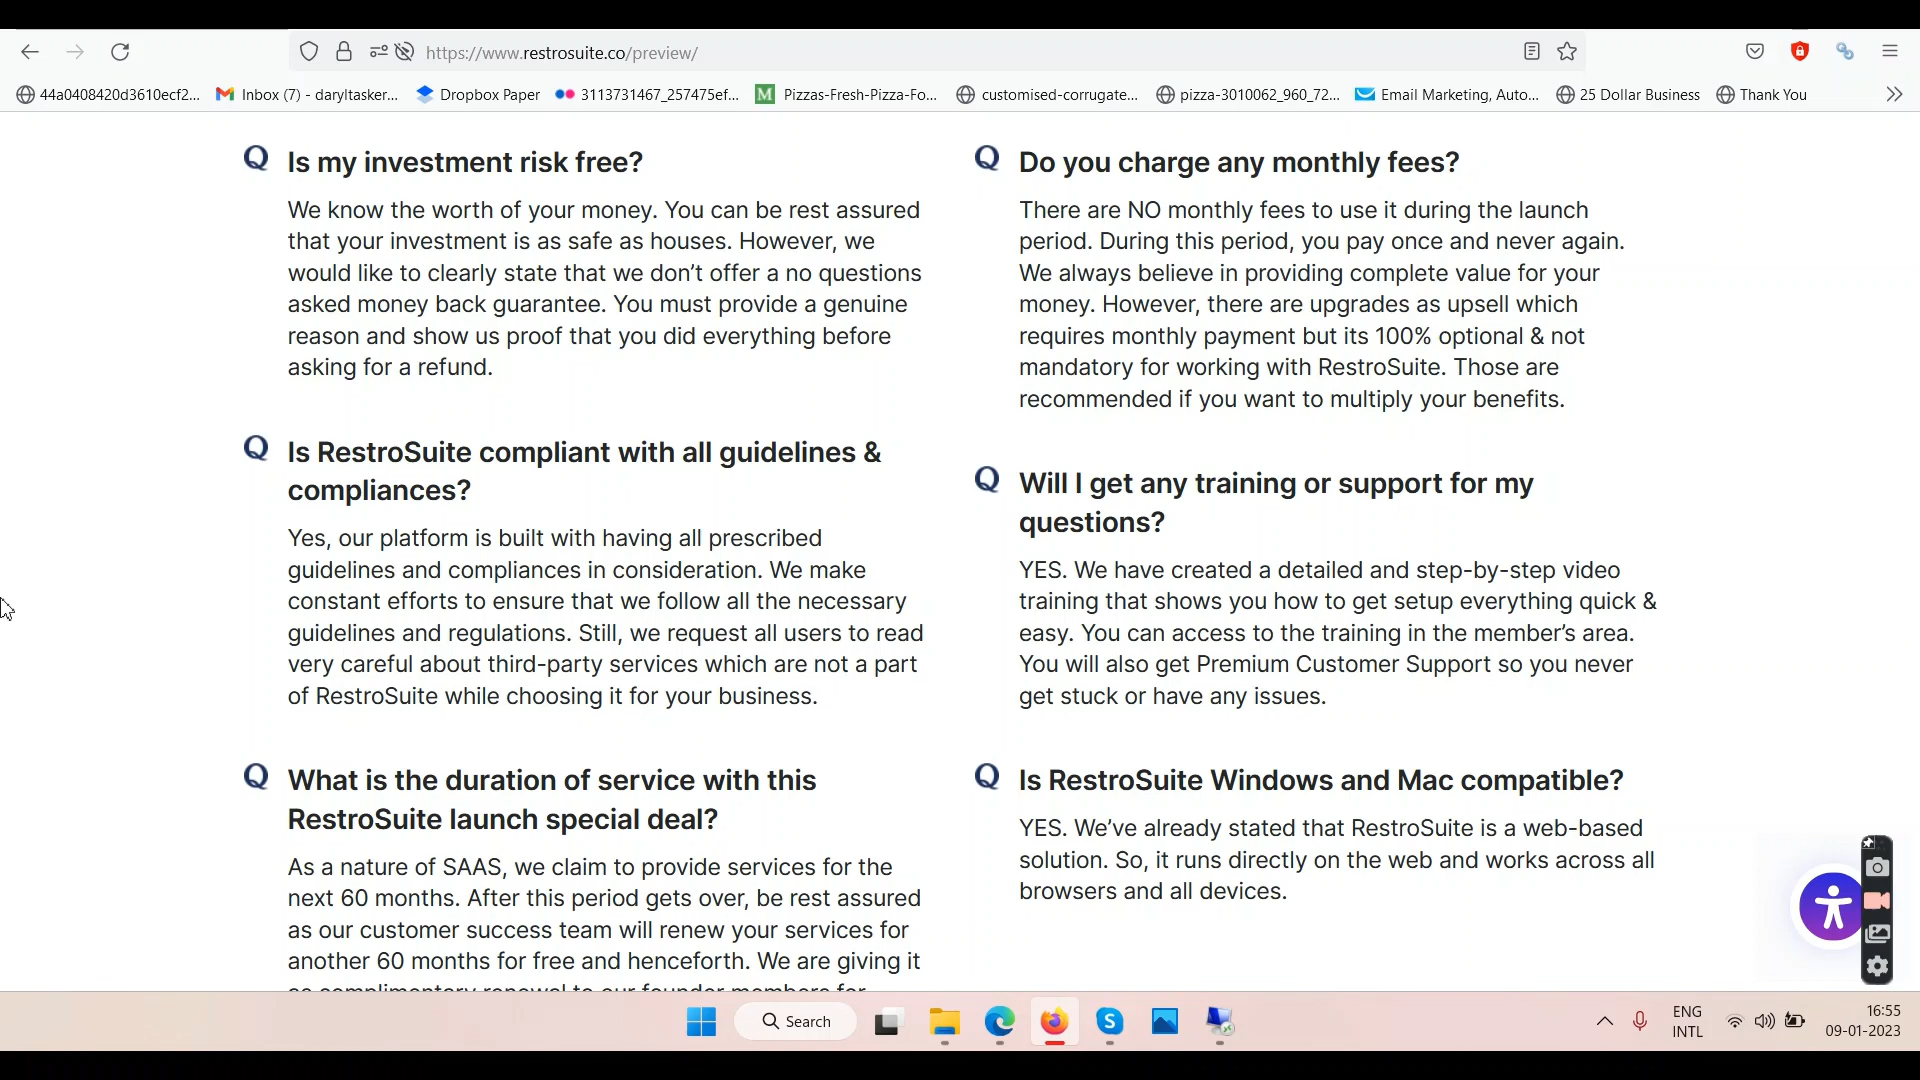 https://www.restrosuite.co/preview/
44a0408420d3610ecf2... Inbox (7) - daryltasker... Dropbox Paper 3113731467_257475ef... Pizzas-Fresh-Pizza-Fo... customised-corrugate... pizza-3010062_960_72... Email Marketing, Auto... 25 Dollar Business Thank You
Q Is my investment risk free?
We know the worth of your money. You can be rest assured
that your investment is as safe as houses. However, we
would like to clearly state that we don’t offer a no questions
asked money back guarantee. You must provide a genuine
reason and show us proof that you did everything before
asking for a refund.
Q Is RestroSuite compliant with all guidelines &
compliances?
Yes, our platform is built with having all prescribed
guidelines and compliances in consideration. We make
constant efforts to ensure that we follow all the necessary
guidelines and regulations. Still, we request all users to read
very careful about third-party services which are not a part
of RestroSuite while choosing it for your business.
Q What is the duration of service with this
RestroSuite launch special deal?
As a nature of SAAS, we claim to provide services for the
next 60 months. After this period gets over, be rest assured
as our customer success team will renew your services for
another 60 months for free and henceforth. We are giving it
as complimentary renewal to our founder members for
Q Do you charge any monthly fees?
There are NO monthly fees to use it during the launch
period. During this period, you pay once and never again.
We always believe in providing complete value for your
money. However, there are upgrades as upsell which
requires monthly payment but its 100% optional & not
mandatory for working with RestroSuite. Those are
recommended if you want to multiply your benefits.
Q Will I get any training or support for my
questions?
YES. We have created a detailed and step-by-step video
training that shows you how to get setup everything quick &
easy. You can access to the training in the member’s area.
You will also get Premium Customer Support so you never
get stuck or have any issues.
Q Is RestroSuite Windows and Mac compatible?
YES. We’ve already stated that RestroSuite is a web-based
solution. So, it runs directly on the web and works across all
browsers and all devices.
Search
ENG
INTL
16:55
09-01-2023